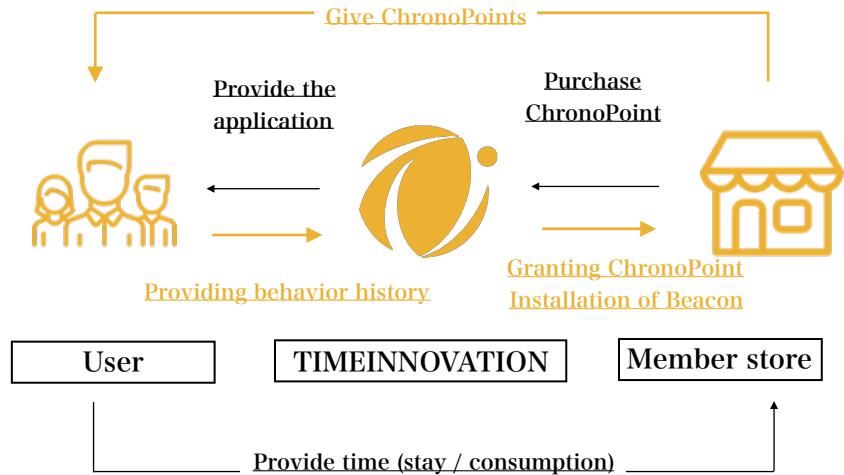 Give ChronoPoints
Provide the
application
Purchase
ChronoPoint
Providing behavior history
Granting ChronoPoint
Installation of Beacon
User
TIMEINNOVATION
Member store
Provide time (stay / consumption)